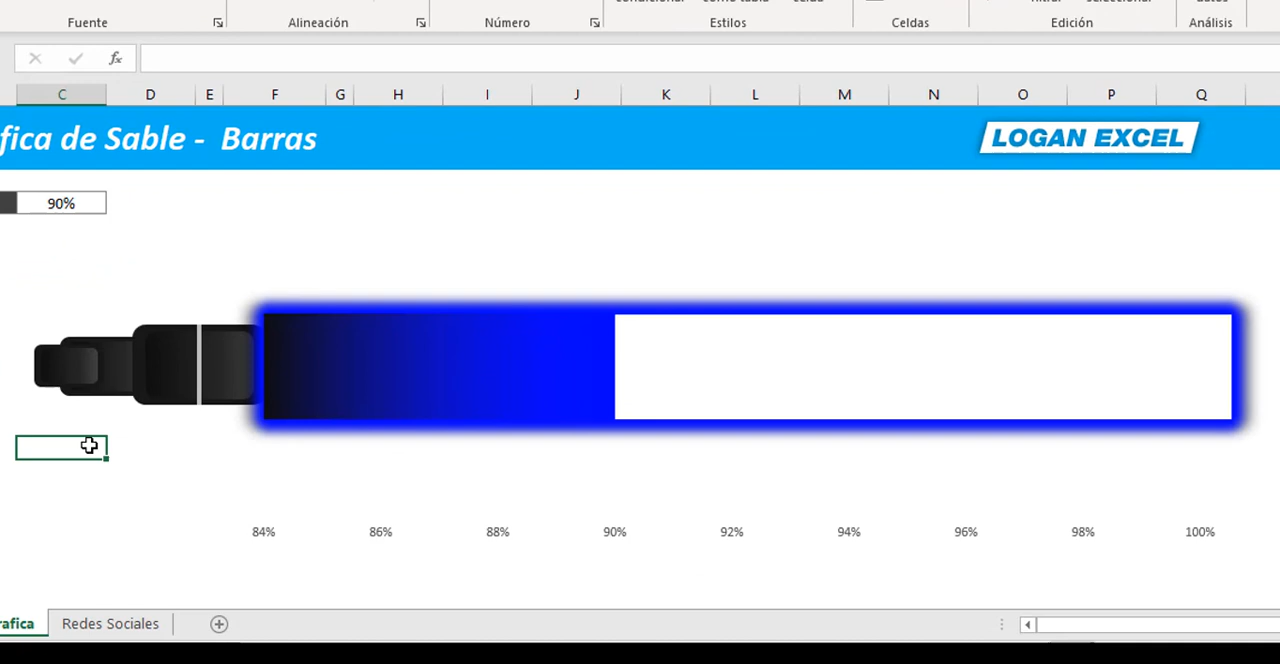 Fuente Alineación Número Estilos Celdas Edición Análisis
fx
C D E F G H I J K L M N O P Q
fica de Sable - Barras LOGAN EXCEL
90%
84% 86% 88% 90% 92% 94% 96% 98% 100%
rafica Redes Sociales